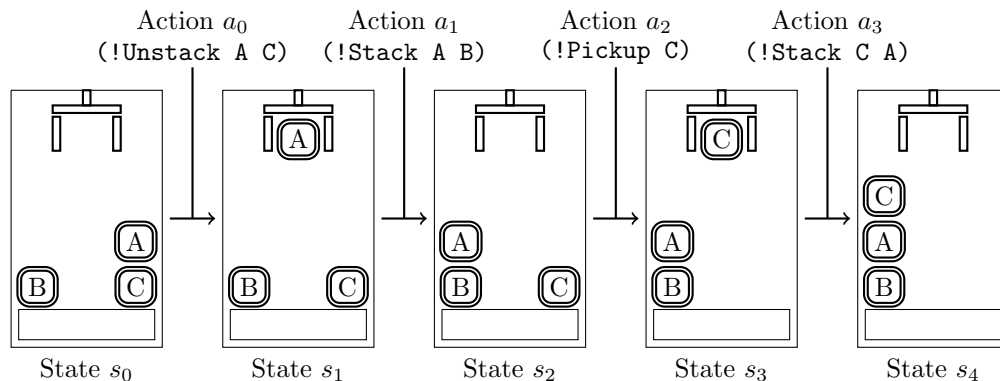 Action a₀
(!Unstack A C)
Action a₁
(!Stack A B)
Action a₂
(!Pickup C)
Action a₃
(!Stack C A)
A
B
C
State s₀
A
B
C
State s₁
A
B
C
State s₂
C
A
B
State s₃
C
A
B
State s₄